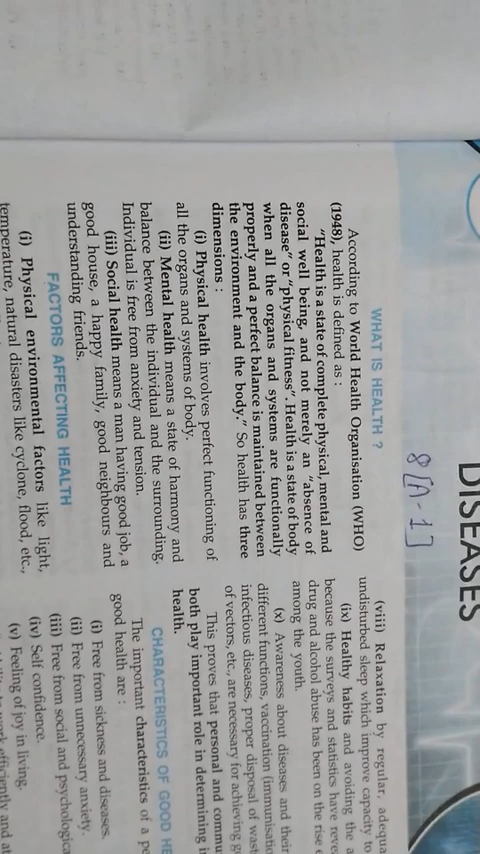 DISEASES
8[A-1]
WHAT IS HEALTH ?
According to World Health Organisation (WHO)
(1948), health is defined as :
"Health is a state of complete physical, mental and
social well being, and not merely an "absence of
disease" or "physical fitness". Health is a state of body
when all the organs and systems are functionally
properly and a perfect balance is maintained between
the environment and the body." So health has three
dimensions :
(i) Physical health involves perfect functioning of
all the organs and systems of body.
(ii) Mental health means a state of harmony and
balance between the individual and the surrounding.
Individual is free from anxiety and tension.
(iii) Social health means a man having good job, a
good house, a happy family, good neighbours and
understanding friends.
FACTORS AFFECTING HEALTH
(i) Physical environmental factors like light,
temperature, natural disasters like cyclone, flood, etc.,
(viii) Relaxation by regular,
undisturbed sleep which improve capacity to
(ix) Healthy habits and avoiding the
because the surveys and statistics have
drug and alcohol abuse has been on the rise
among the youth.
(x) Awareness about diseases and their
different functions, vaccination
infectious diseases, proper disposal of
of vectors, etc., are necessary for achieving
This proves that personal and
both play important role in determining
health.
CHARACTERISTICS OF GOOD
The important characteristics of a
good health are :
(i) Free from sickness and diseases.
(ii) Free from unnecessary anxiety.
(iii) Free from social and
(iv) Self confidence.
(v) Feeling of joy in living.